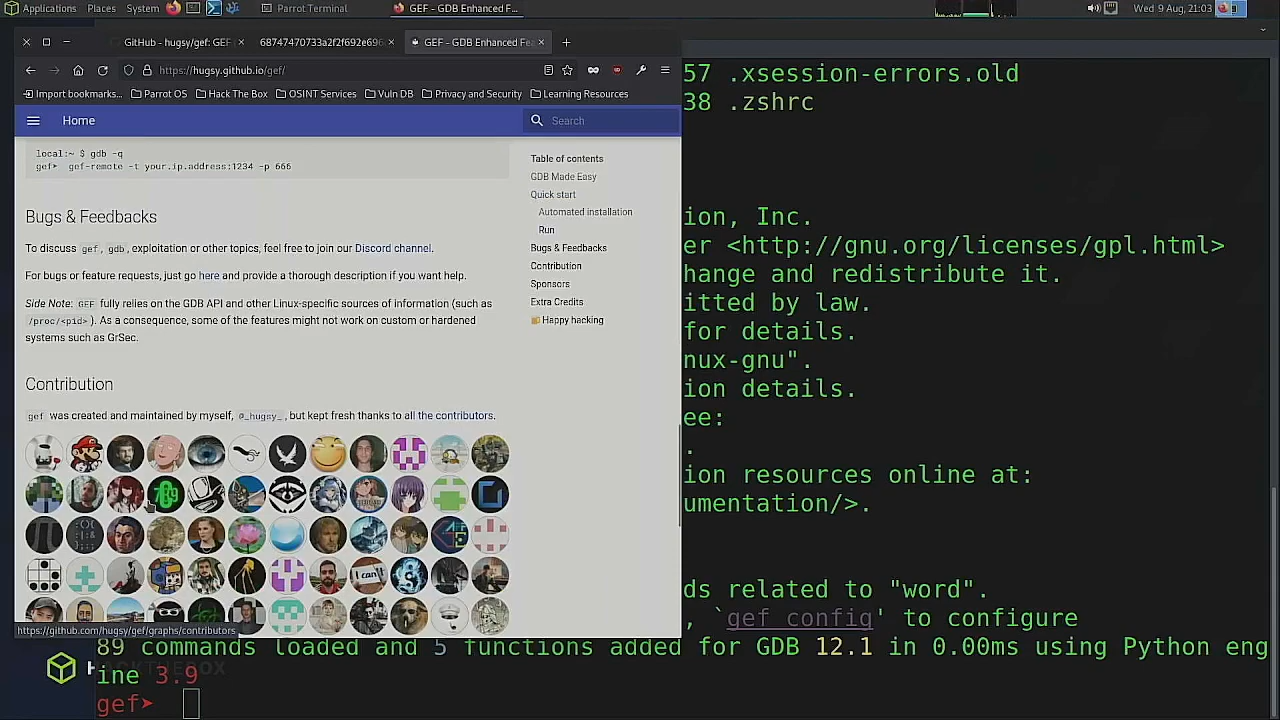 Applications Places System Parrot Terminal GEF - GDB Enhanced F... Wed 9 Aug, 21:03
GitHub - hugsy/gef: GEF
68747470733a2f2f692e696
GEF - GDB Enhanced Fea
https://hugsy.github.io/gef/
Import bookmarks... Parrot OS Hack The Box OSINT Services Vuln DB Privacy and Security Learning Resources
Home
Search
local:~ $ gdb -q
gef➤ gef-remote -t your.ip.address:1234 -p 666
Bugs & Feedbacks
To discuss gef, gdb, exploitation or other topics, feel free to join our Discord channel.
For bugs or feature requests, just go here and provide a thorough description if you want help.
Side Note: GEF fully relies on the GDB API and other Linux-specific sources of information (such as
/proc/<pid>). As a consequence, some of the features might not work on custom or hardened
systems such as GrSec.
Contribution
gef was created and maintained by myself, @_hugsy_, but kept fresh thanks to all the contributors.
789
I can't
Table of contents
GDB Made Easy
Quick start
Automated installation
Run
Bugs & Feedbacks
Contribution
Sponsors
Extra Credits
Happy hacking
https://github.com/hugsy/gef/graphs/contributors
57 .xsession-errors.old
38 .zshrc
ion, Inc.
er <http://gnu.org/licenses/gpl.html>
hange and redistribute it.
itted by law.
for details.
nux-gnu".
ion details.
ee:
.
ion resources online at:
umentation/>.
ds related to "word".
, `gef config' to configure
89 commands loaded and 5 functions added for GDB 12.1 in 0.00ms using Python eng
ine 3.9
gef➤
HACKTHEBOX